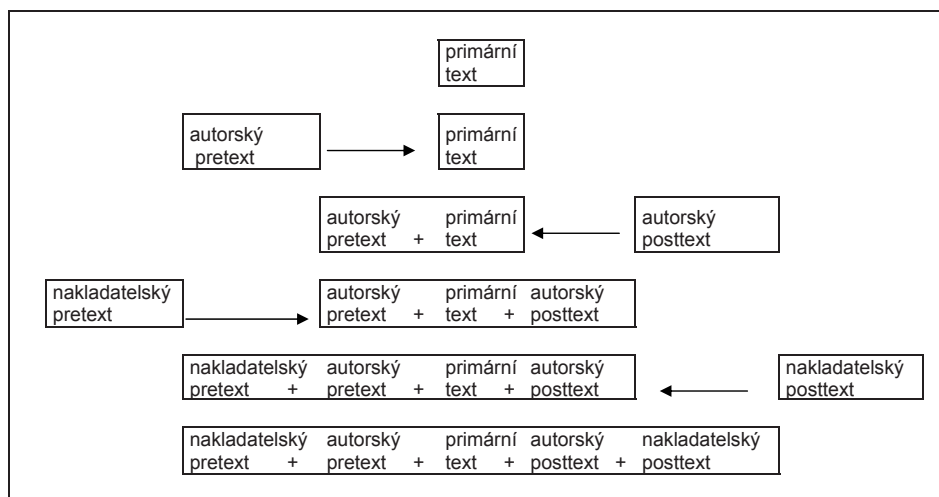 primární
text
autorský
pretext
primární
text
autorský primární
pretext + text
autorský
posttext
nakladatelský
pretext
autorský primární autorský
pretext + text + posttext
nakladatelský autorský primární autorský
pretext + pretext + text + posttext
nakladatelský
posttext
nakladatelský autorský primární autorský nakladatelský
pretext + pretext + text + posttext + posttext